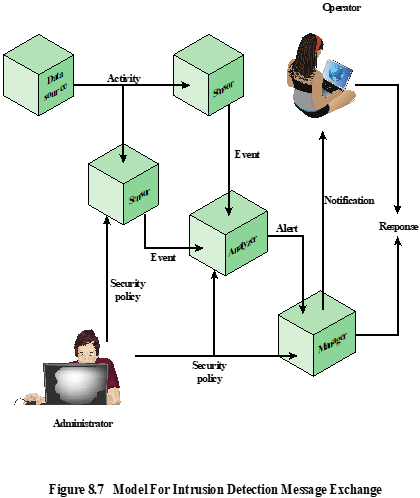 Operator
Data
source
Activity
Sensor
Sensor
Event
Notification
Analyzer
Alert
Response
Event
Security
policy
Manager
Security
policy
Administrator
Figure 8.7 Model For Intrusion Detection Message Exchange